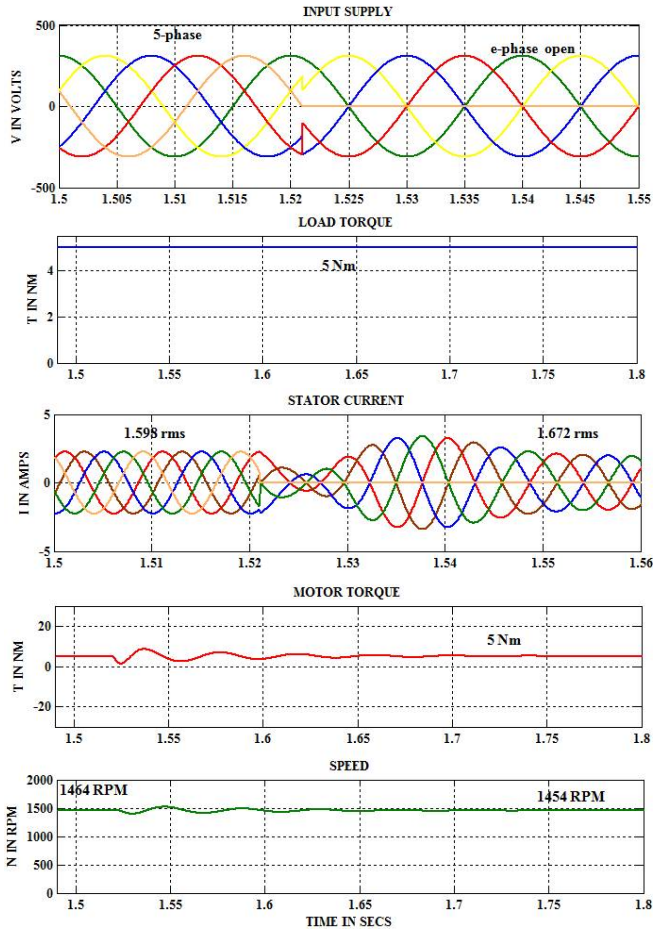 INPUT SUPPLY
500
5-phase
e-phase open
V IN VOLTS
0
-500
1.5 1.505 1.51 1.515 1.52 1.525 1.53 1.535 1.54 1.545 1.55
LOAD TORQUE
T IN NM
4
5 Nm
2
0
1.5 1.55 1.6 1.65 1.7 1.75 1.8
STATOR CURRENT
5
1.598 rms 1.672 rms
I IN AMPS
0
-5
1.5 1.51 1.52 1.53 1.54 1.55 1.56
MOTOR TORQUE
T IN NM
20
5 Nm
0
-20
1.5 1.55 1.6 1.65 1.7 1.75 1.8
SPEED
2000
1464 RPM 1454 RPM
N IN RPM
1500
1000
500
0
1.5 1.55 1.6 1.65 1.7 1.75 1.8
TIME IN SECS